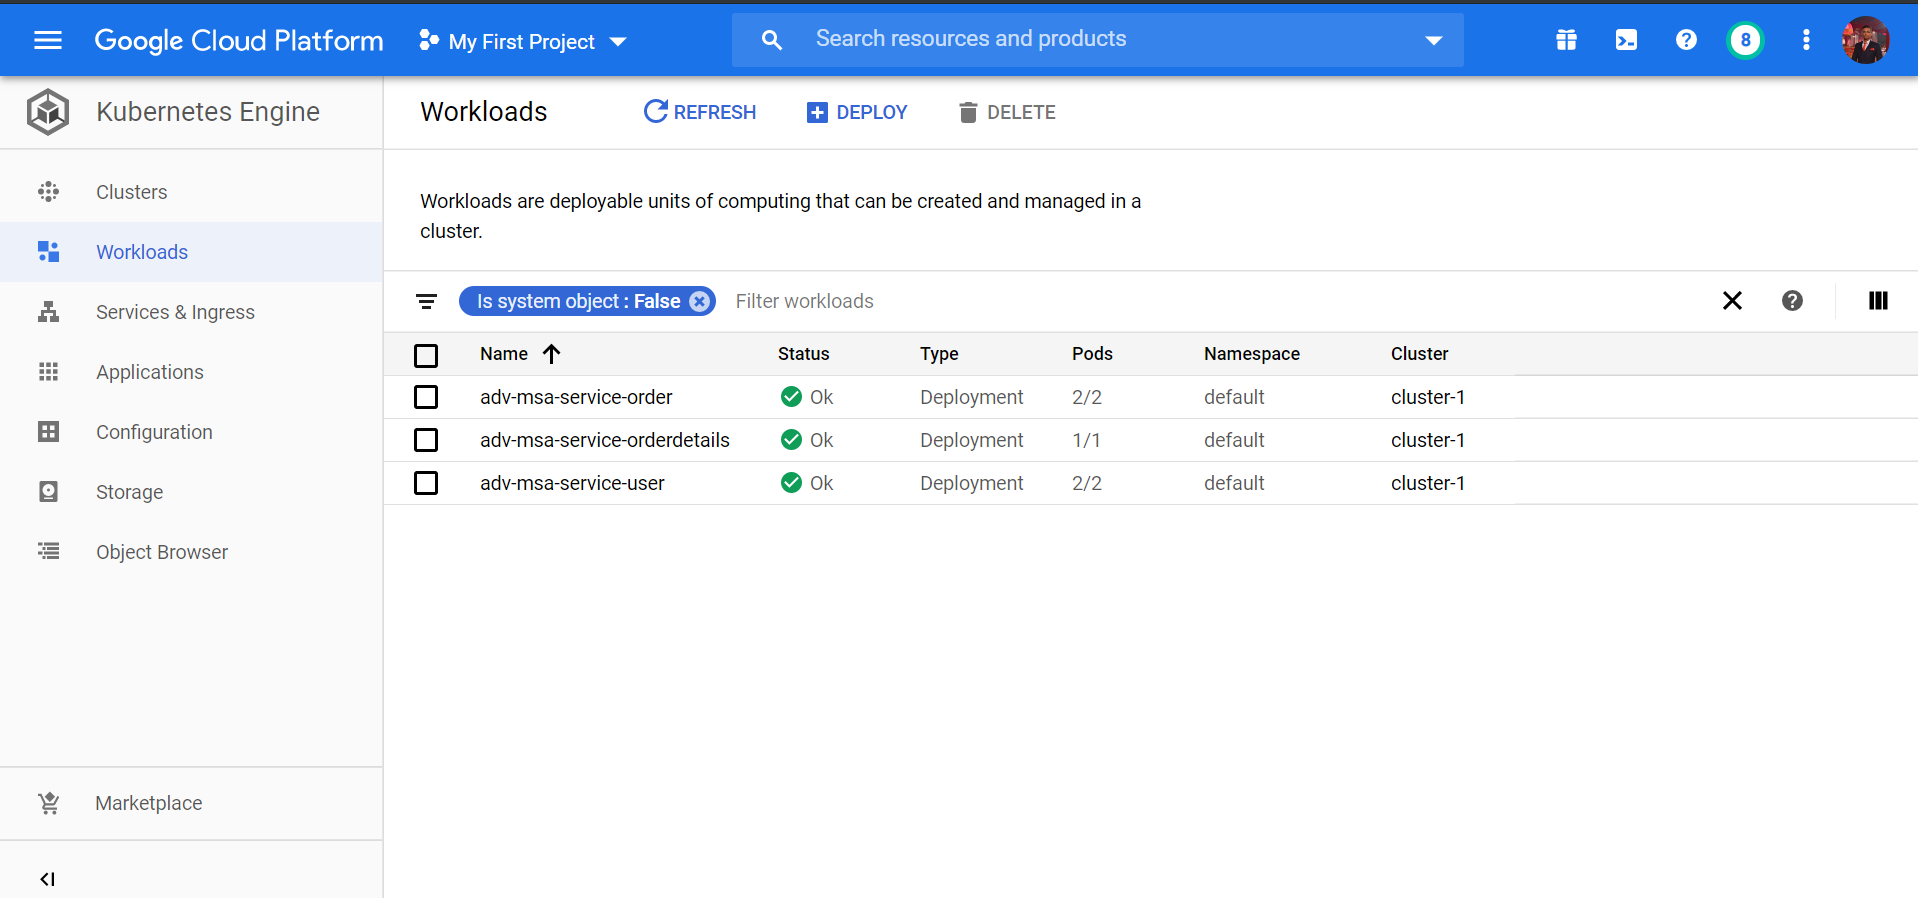 Google Cloud Platform
My First Project
Search resources and products
8
Kubernetes Engine
Workloads
REFRESH
DEPLOY
DELETE
Clusters
Workloads
Services & Ingress
Applications
Configuration
Storage
Object Browser
Marketplace
Workloads are deployable units of computing that can be created and managed in a
cluster.
Is system object : False
Filter workloads
Name Status Type Pods Namespace Cluster
adv-msa-service-order Ok Deployment 2/2 default cluster-1
adv-msa-service-orderdetails Ok Deployment 1/1 default cluster-1
adv-msa-service-user Ok Deployment 2/2 default cluster-1